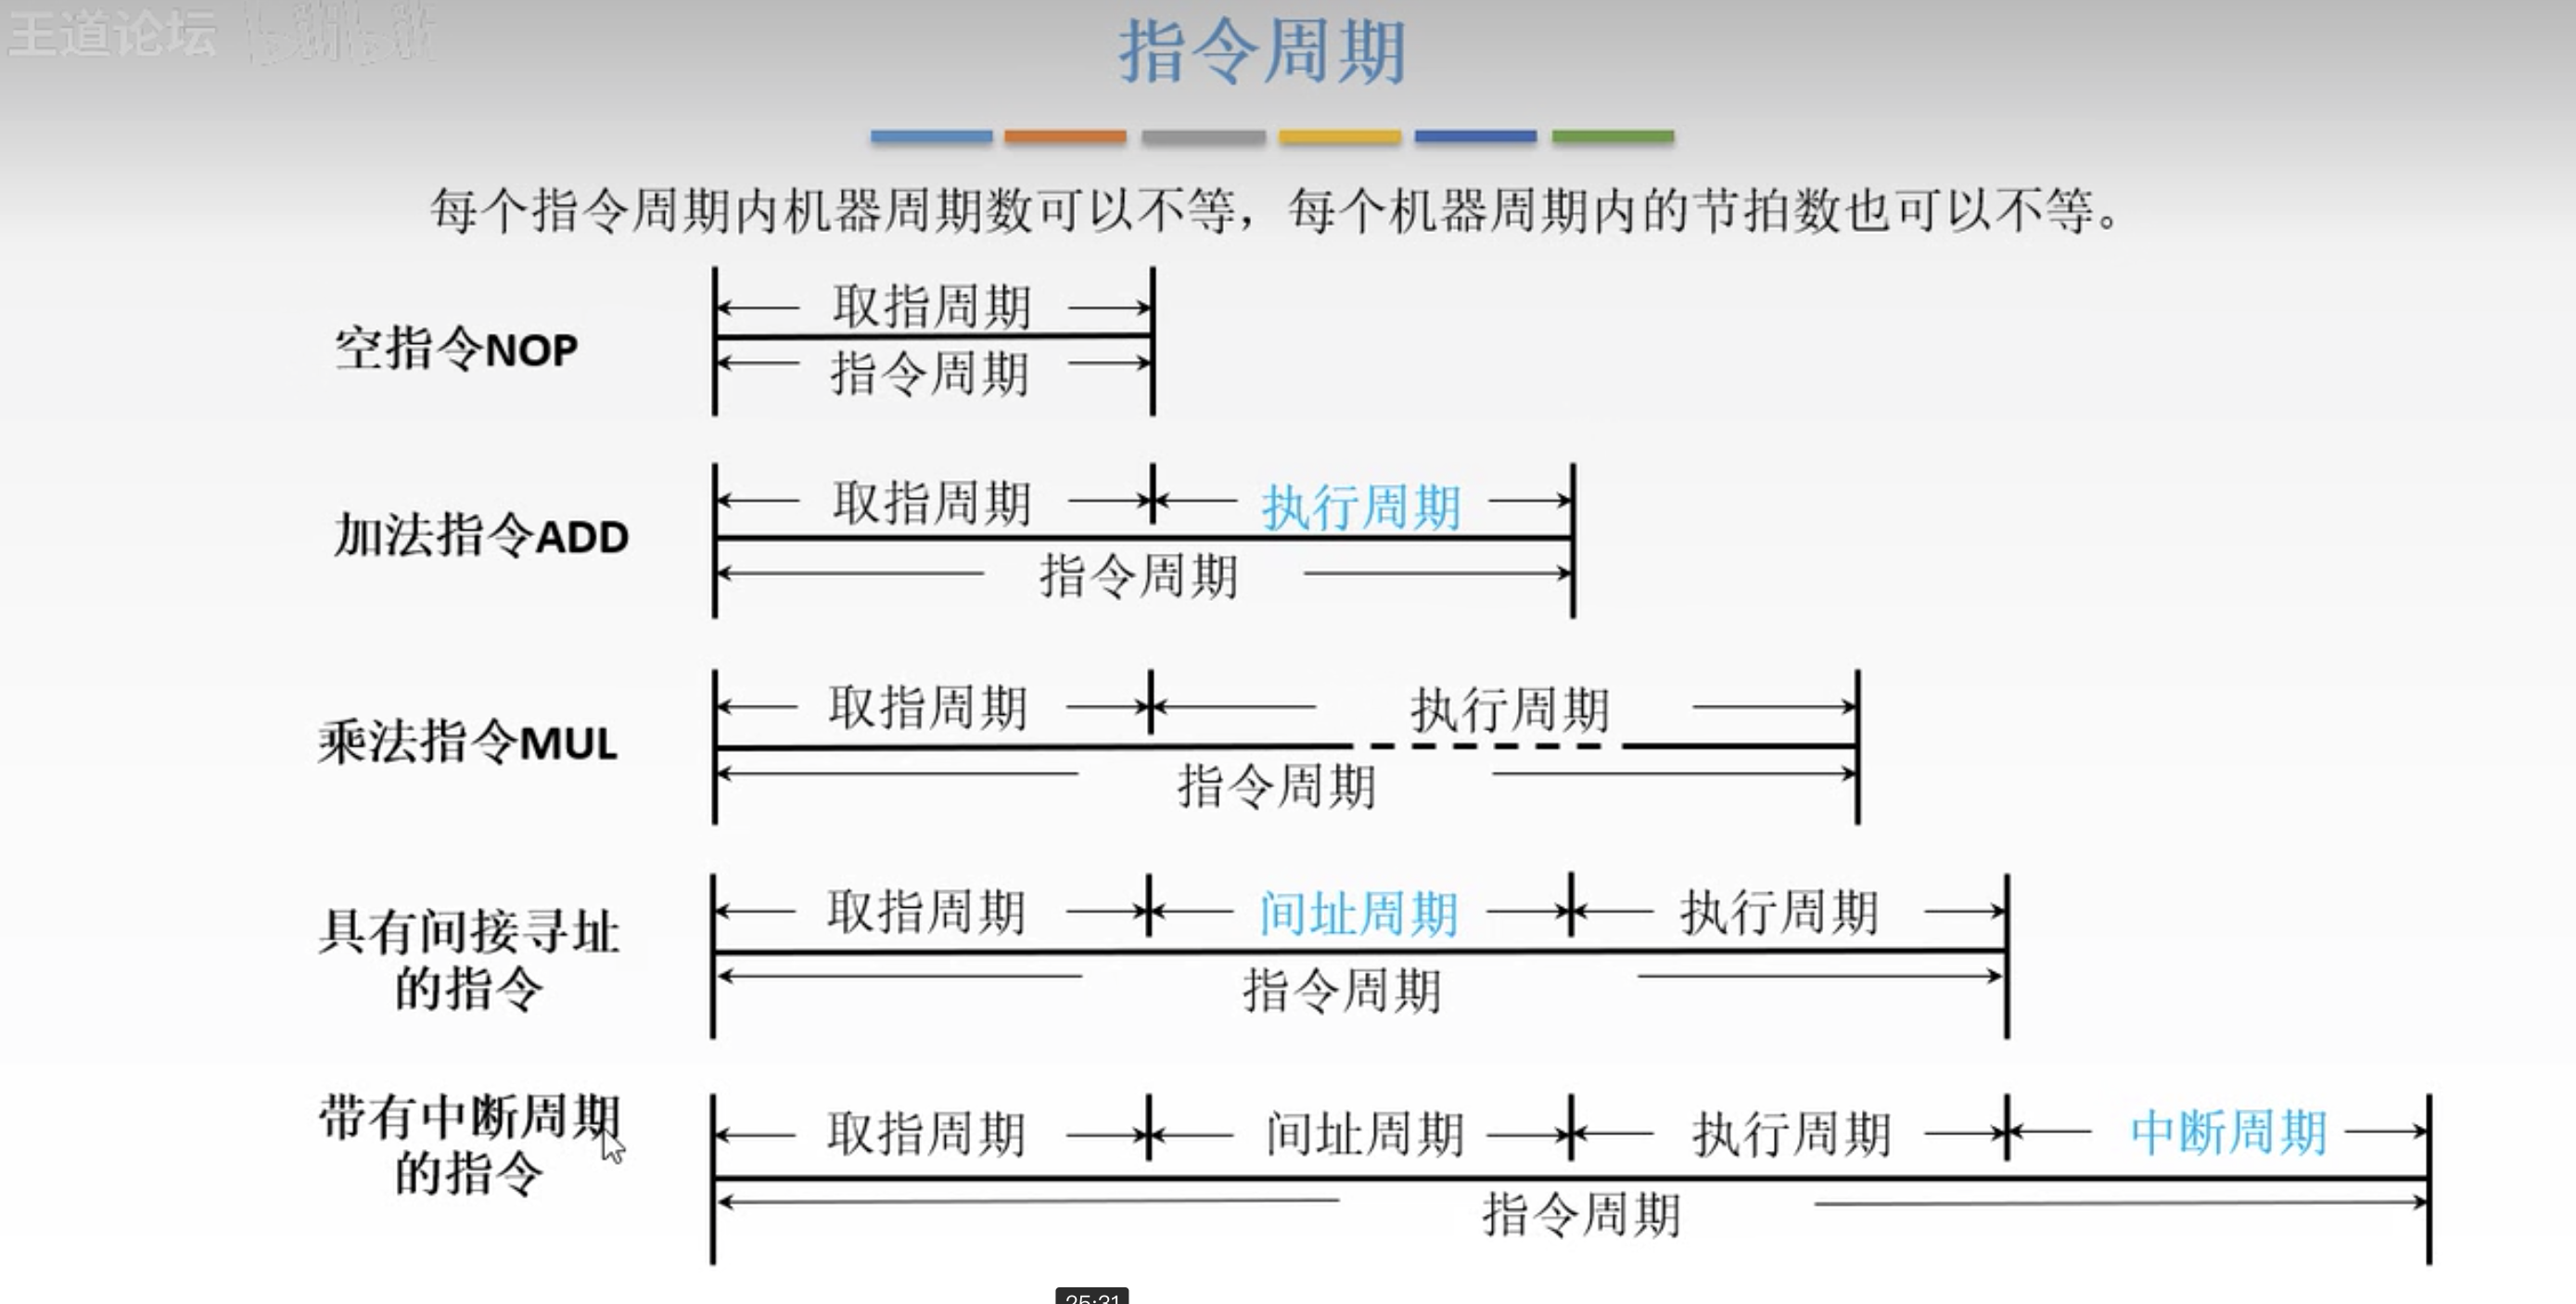 王道论坛
指令周期
每个指令周期内机器周期数可以不等，每个机器周期内的节拍数也可以不等。
空指令NOP
取指周期
指令周期
加法指令ADD
取指周期 执行周期
指令周期
乘法指令MUL
取指周期 执行周期
指令周期
具有间接寻址
的指令
取指周期 间址周期 执行周期
指令周期
带有中断周期
的指令
取指周期 间址周期 执行周期 中断周期
指令周期
25:31